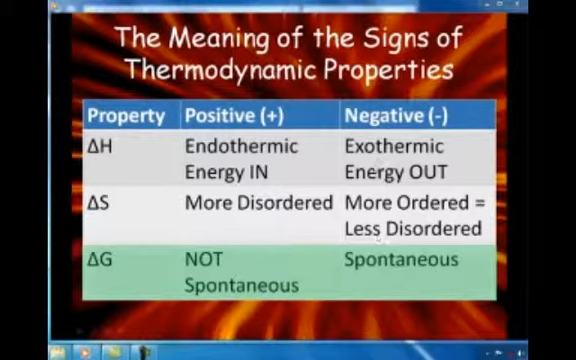 The Meaning of the Signs of
Thermodynamic Properties
Property Positive (+) Negative (-)
ΔH Endothermic Exothermic
Energy IN Energy OUT
ΔS More Disordered More Ordered =
Less Disordered
ΔG NOT Spontaneous
Spontaneous